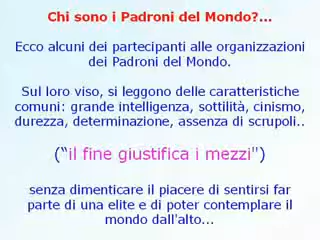 Chi sono i Padroni del Mondo?...
Ecco alcuni dei partecipanti alle organizzazioni
dei Padroni del Mondo.
Sul loro viso, si leggono delle caratteristiche
comuni: grande intelligenza, sottilità, cinismo,
durezza, determinazione, assenza di scrupoli..
("il fine giustifica i mezzi")
senza dimenticare il piacere di sentirsi far
parte di una elite e di poter contemplare il
mondo dall'alto...